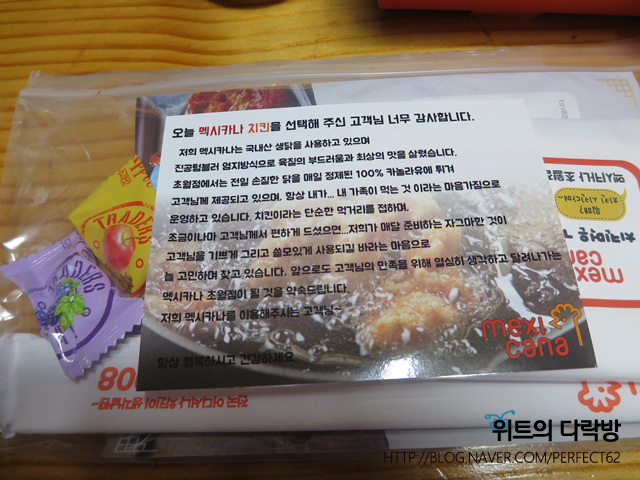 오늘 멕시카나 치킨을 선택해 주신 고객님 너무 감사합니다.
저희 멕시카나는 국내산 생닭을 사용하고 있으며
진공텀블러 염지방식으로 육질의 부드러움과 최상의 맛을 살렸습니다.
초월점에서는 전일 손질한 닭을 매일 정제된 100% 카놀라유에 튀겨
고객님께 제공되고 있으며, 항상 내가... 내 가족이 먹는 것 이라는 마음가짐으로
운영하고 있습니다. 치킨이라는 단순한 먹거리를 접하며,
조금이나마 고객님께서 편하게 드셨으면...저희가 매달 준비하는 자그마한 것이
고객님을 기쁘게 그리고 쓸모있게 사용되길 바라는 마음으로
늘 고민하며 찾고 있습니다. 앞으로도 고객님의 만족을 위해 열심히 생각하고 달려나가는
멕시카나 초월점이 될 것을 약속드립니다.
저희 멕시카나를 이용해주시는 고객님~
항상 행복하시고 건강하세요
mexi
cana
TRADERS
TRADERS
mexi
can
위트의 다락방
HTTP://BLOG.NAVER.COM/PERFECT62